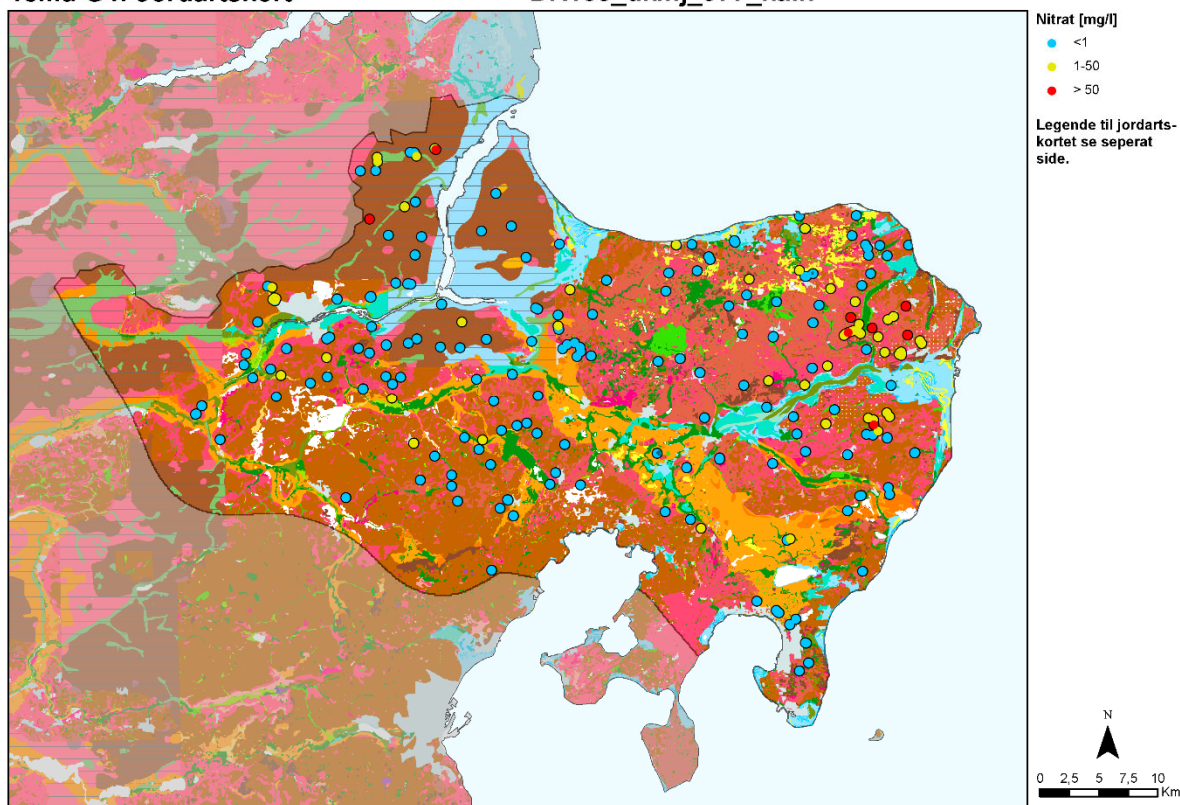 Nitrat [mg/l]
<1
1-50
> 50
Legende til jordarts-
kortet se seperat
side.
N
0 2,5 5 7,5 10
Km